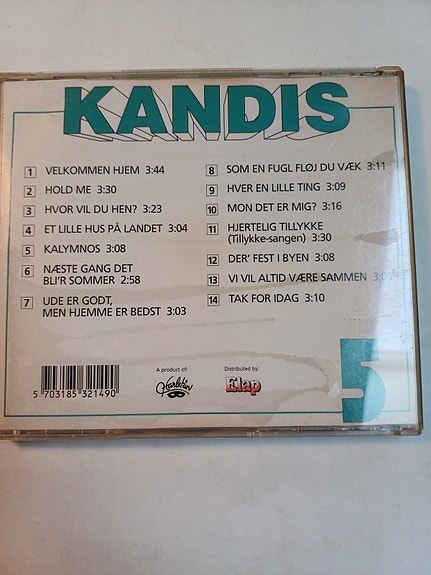 KANDIS
1 VELKOMMEN HJEM 3:44
2 HOLD ME 3:30
3 HVOR VIL DU HEN? 3:23
4 ET LILLE HUS PÅ LANDET 3:04
5 KALYMNOS 3:08
6 NÆSTE GANG DET
BLI'R SOMMER 2:58
7 UDE ER GODT,
MEN HJEMME ER BEDST 3:03
8 SOM EN FUGL FLØJ DU VÆK 3:11
9 HVER EN LILLE TING 3:09
10 MON DET ER MIG? 3:16
11 HJERTELIG TILLYKKE
(Tillykke-sangen) 3:30
12 DER' FEST I BYEN 3:08
13 VI VIL ALTID VÆRE SAMMEN
14 TAK FOR IDAG 3:10
A product of:
Distributed by:
Elap
5 703185 321490
5